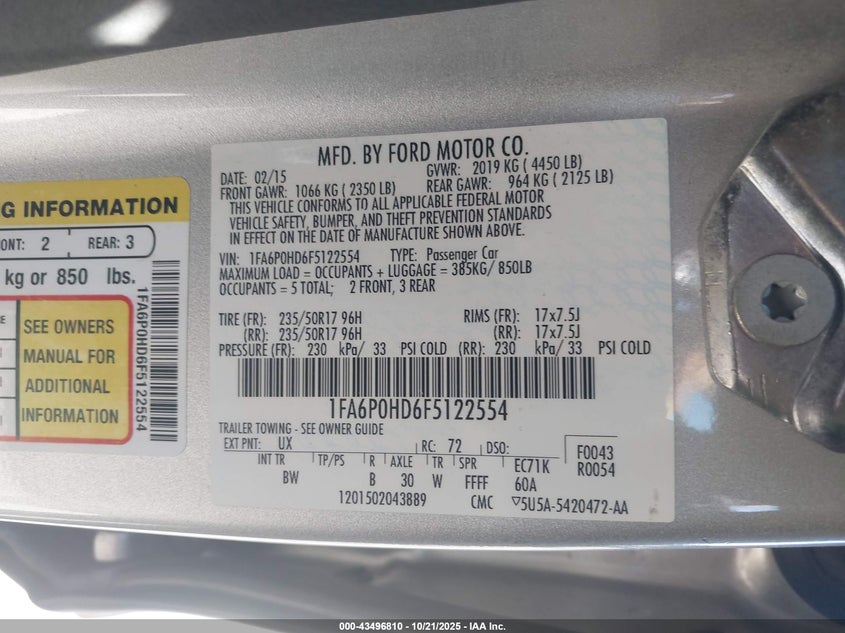 G INFORMATION
ONT: 2 REAR: 3
kg or 850 lbs.
SEE OWNERS
MANUAL FOR
ADDITIONAL
INFORMATION
1FA6P0HD6F5122554
MFD. BY FORD MOTOR CO.
DATE: 02/15 GVWR: 2019 KG ( 4450 LB)
FRONT GAWR: 1066 KG ( 2350 LB) REAR GAWR: 964 KG ( 2125 LB)
THIS VEHICLE CONFORMS TO ALL APPLICABLE FEDERAL MOTOR
VEHICLE SAFETY, BUMPER, AND THEFT PREVENTION STANDARDS
IN EFFECT ON THE DATE OF MANUFACTURE SHOWN ABOVE.
VIN: 1FA6P0HD6F5122554 TYPE: Passenger Car
MAXIMUM LOAD = OCCUPANTS + LUGGAGE = 385KG/ 850LB
OCCUPANTS = 5 TOTAL; 2 FRONT, 3 REAR
TIRE (FR): 235/50R17 96H RIMS (FR): 17x7.5J
(RR): 235/50R17 96H (RR): 17x7.5J
PRESSURE (FR): 230 kPa/ 33 PSI COLD (RR): 230 kPa/ 33 PSI COLD
1FA6P0HD6F5122554
TRAILER TOWING - SEE OWNER GUIDE
EXT PNT: UX RC: 72 DSO: F0043
INT TR TP/PS R AXLE TR SPR EC71K R0054
BW B 30 W FFFF 60A
1201502043889 CMC ▽5U5A-5420472-AA
000-43496810 - 10/21/2025 - IAA Inc.